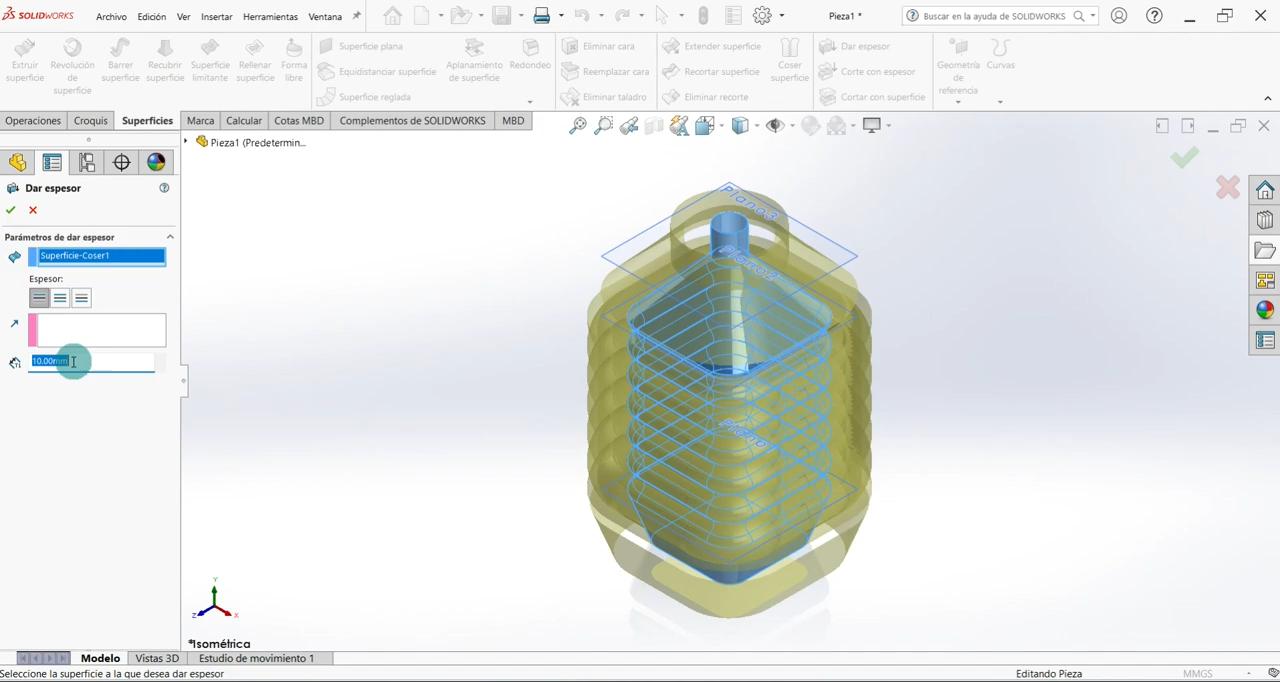 SOLIDWORKS
Archivo Edición Ver Insertar Herramientas Ventana
Pieza1 *
Buscar en la ayuda de SOLIDWORKS
Extruir superficie
Revolución de superficie
Barrer superficie
Recubrir superficie
Superficie limitante
Rellenar superficie
Forma libre
Superficie plana
Equidistanciar superficie
Superficie reglada
Aplanamiento de superficie
Redondeo
Eliminar cara
Reemplazar cara
Eliminar taladro
Extender superficie
Recortar superficie
Eliminar recorte
Coser superficie
Dar espesor
Corte con espesor
Cortar con superficie
Geometría de referencia
Curvas
Operaciones Croquis Superficies Marca Calcular Cotas MBD Complementos de SOLIDWORKS MBD
Pieza1 (Predetermin...
Dar espesor
Parámetros de dar espesor
Superficie-Coser1
Espesor:
10.00mm
Plano3
Plano2
Plano
Y
Z
X
*Isométrica
Modelo Vistas 3D Estudio de movimiento 1
Seleccione la superficie a la que desea dar espesor
Editando Pieza
MMGS